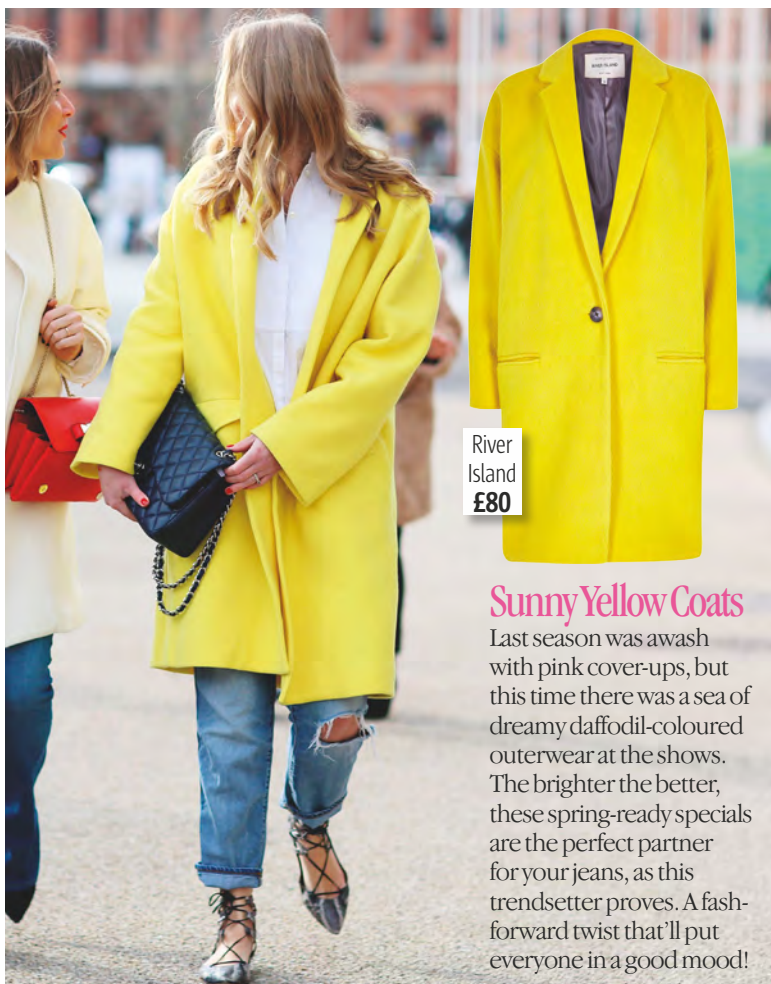 RIVER ISLAND
River
Island
£80
Sunny Yellow Coats
Last season was awash
with pink cover-ups, but
this time there was a sea of
dreamy daffodil-coloured
outerwear at the shows.
The brighter the better,
these spring-ready specials
are the perfect partner
for your jeans, as this
trendsetter proves. A fash-
forward twist that'll put
everyone in a good mood!